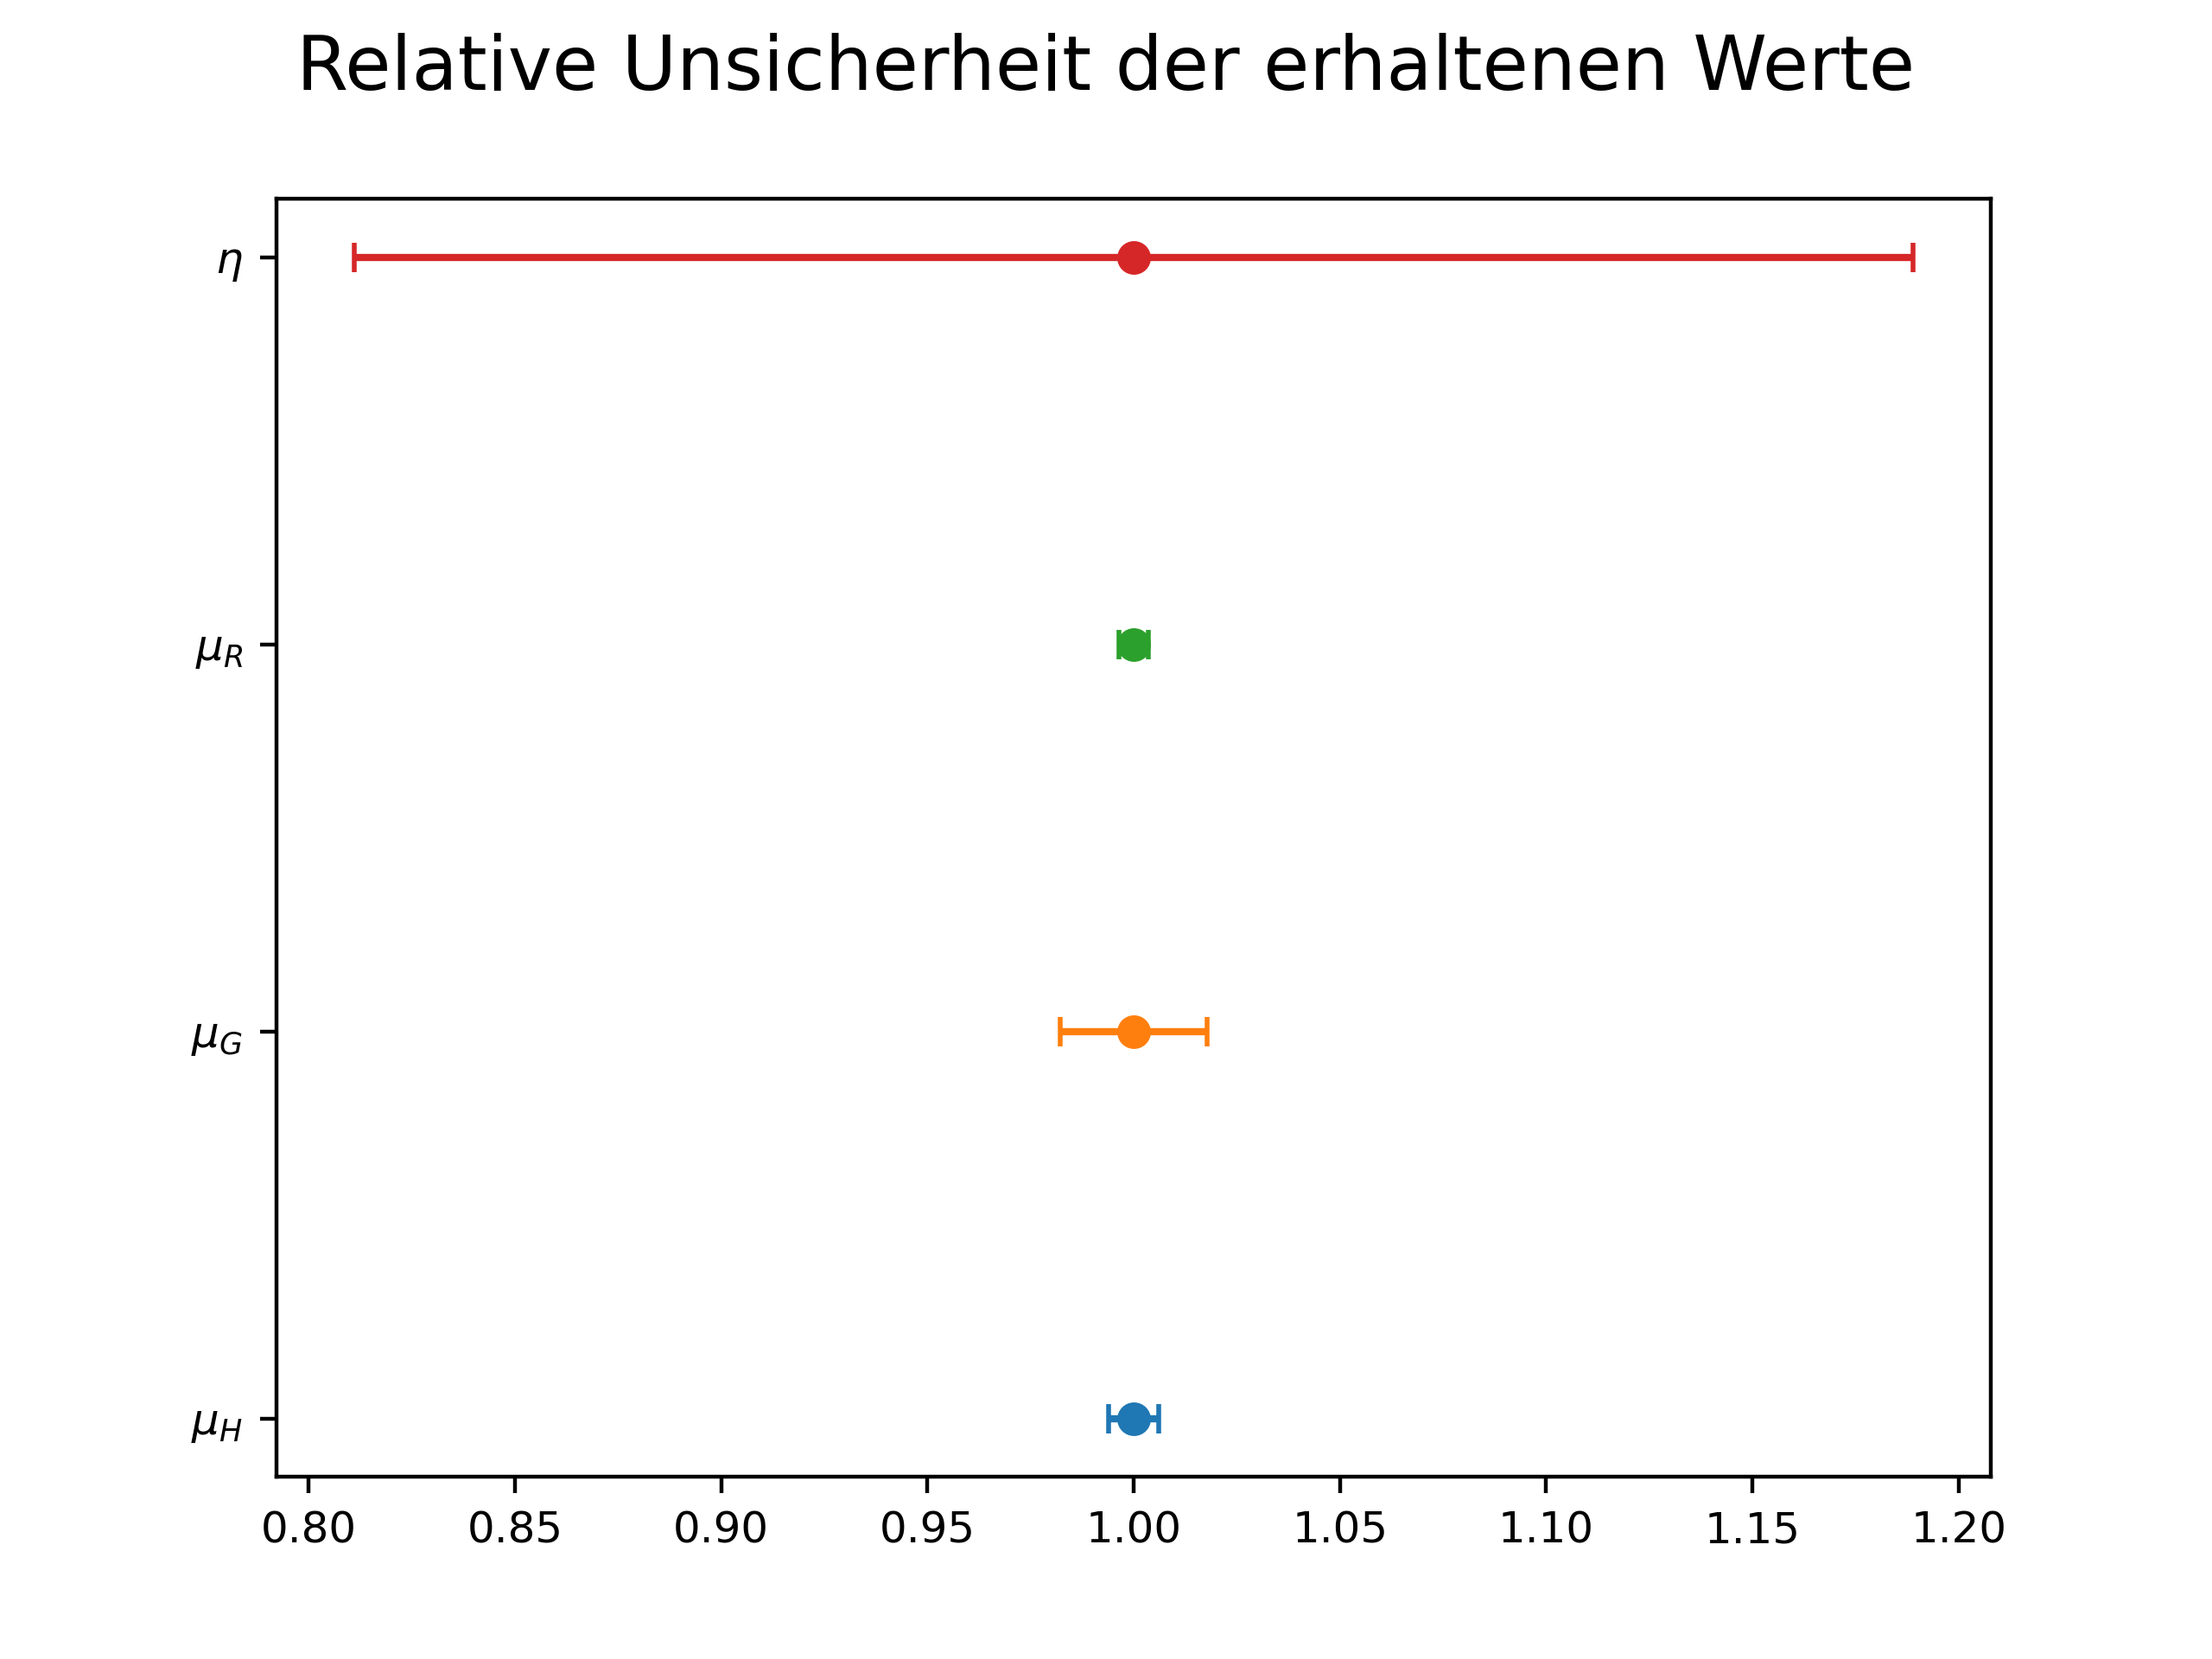 Relative Unsicherheit der erhaltenen Werte
η
μR
μG
μH
0.80 0.85 0.90 0.95 1.00 1.05 1.10 1.15 1.20